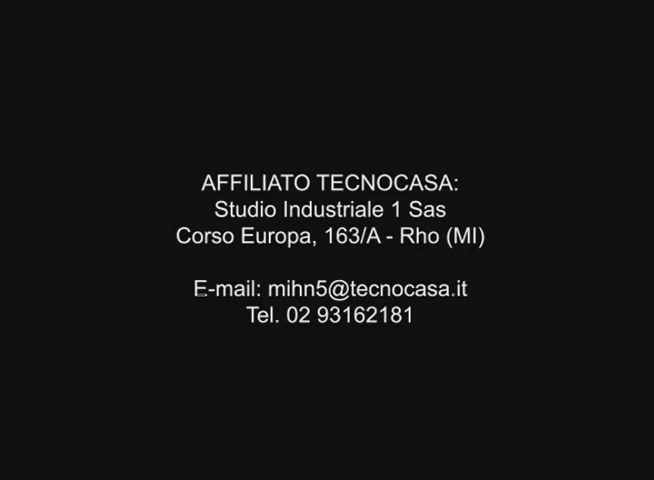 AFFILIATO TECNOCASA:
Studio Industriale 1 Sas
Corso Europa, 163/A - Rho (MI)
E-mail: mihn5@tecnocasa.it
Tel. 02 93162181